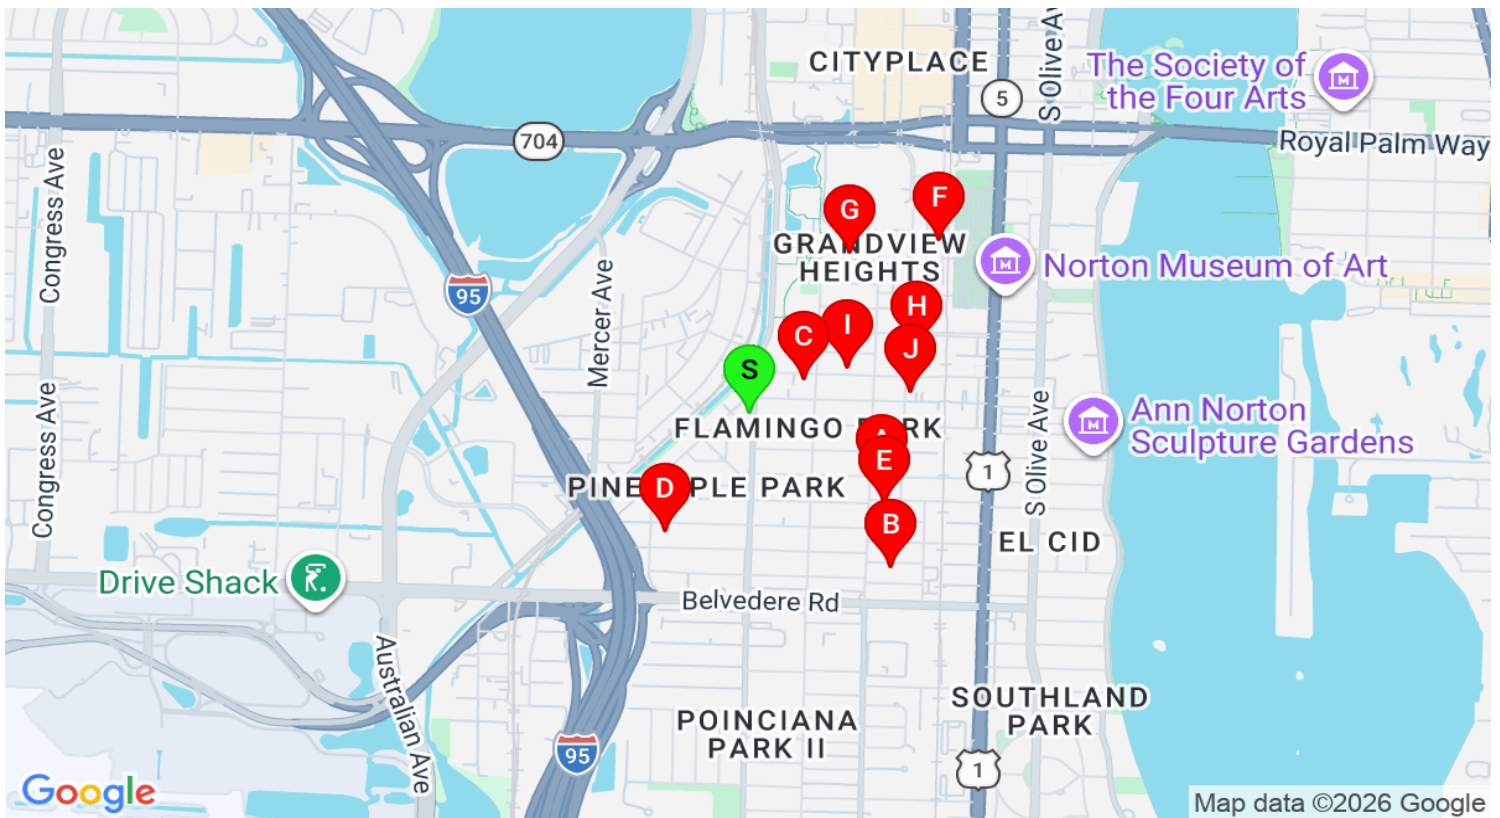 CITYPLACE
S Olive Av
The Society of
the Four Arts
5
704
Royal Palm Way
Congress Ave
F
G
GRANDVIEW
HEIGHTS
Mercer Ave
Norton Museum of Art
95
H
I
C
J
S
Congress Ave
FLAMINGO
RK
A
E
S Olive Ave
Ann Norton
Sculpture Gardens
1
PINE
PLE PARK
D
B
EL CID
Drive Shack
Belvedere Rd
Australian Ave
SOUTHLAND
PARK
POINCIANA
PARK II
95
1
Google
Map data ©2026 Google